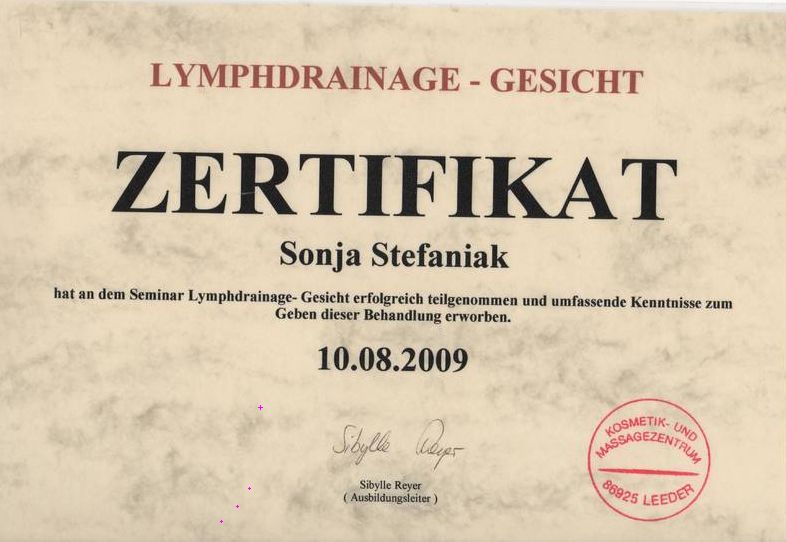 LYMPHDRAINAGE - GESICHT
ZERTIFIKAT
Sonja Stefaniak
hat an dem Seminar Lymphdrainage- Gesicht erfolgreich teilgenommen und umfassende Kenntnisse zum
Geben dieser Behandlung erworben.
10.08.2009
Sibylle Reyer
Sibylle Reyer
( Ausbildungsleiter )
KOSMETIK- UND
MASSAGEZENTRUM
86925 LEEDER